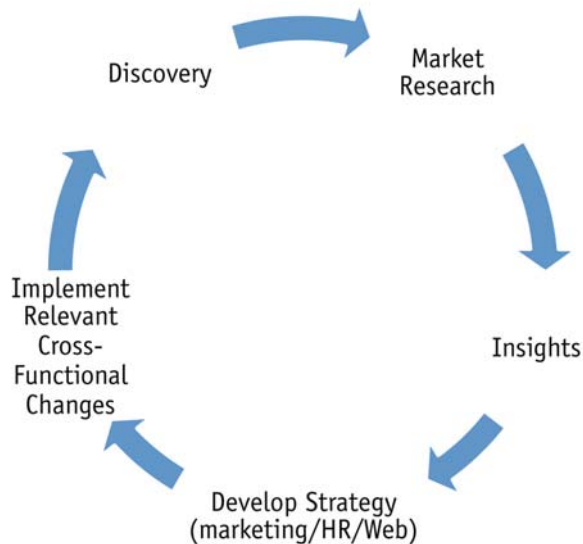 Discovery
Market
Research
Insights
Develop Strategy
(marketing/HR/Web)
Implement
Relevant
Cross-
Functional
Changes